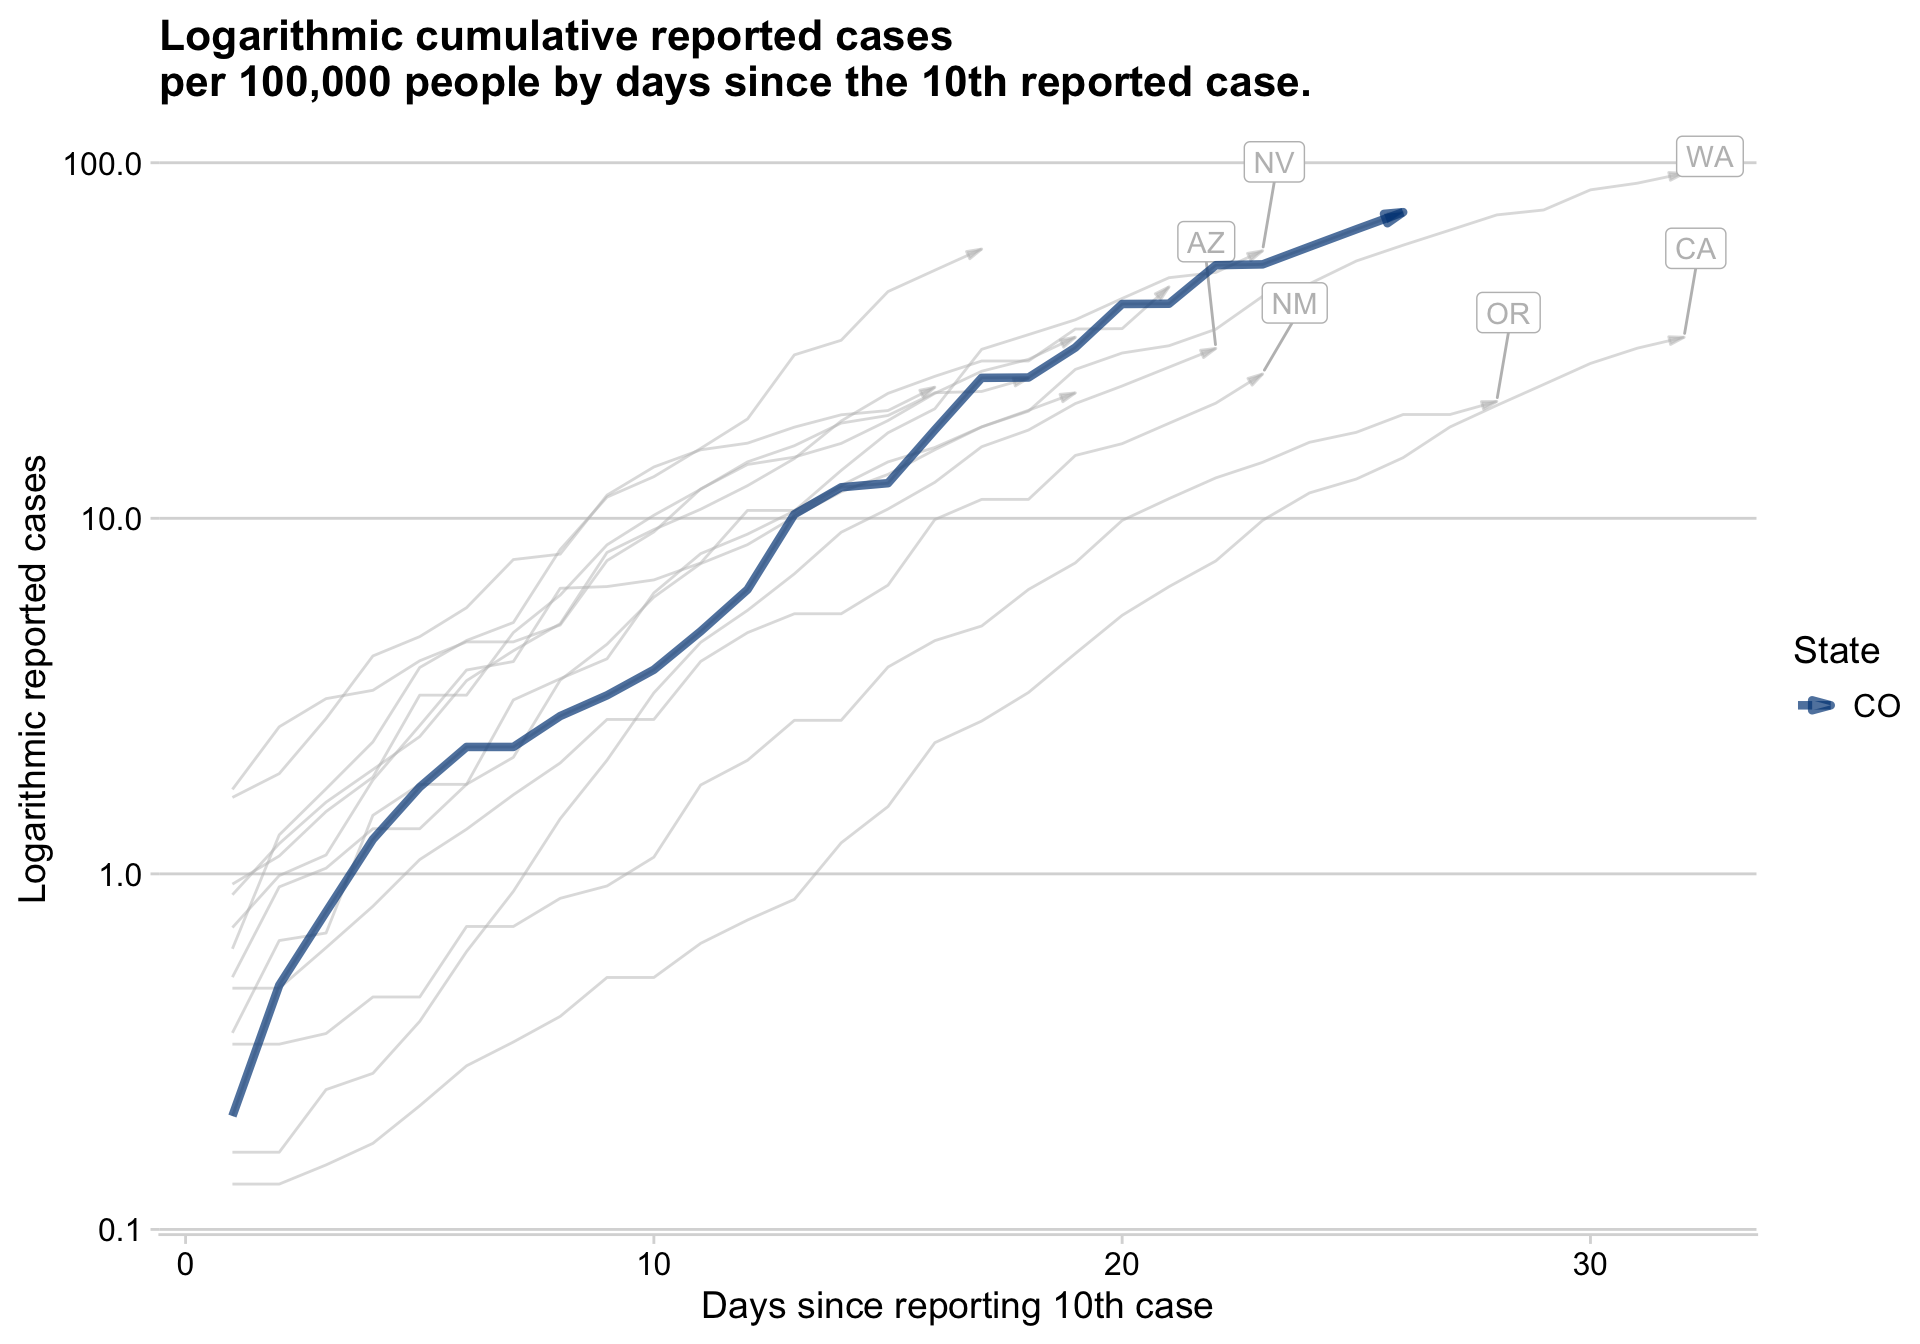 Logarithmic cumulative reported cases
per 100,000 people by days since the 10th reported case.
100.0
10.0
1.0
0.1
Logarithmic reported cases
NV
WA
AZ
CA
NM
OR
State
CO
0
10
20
30
Days since reporting 10th case